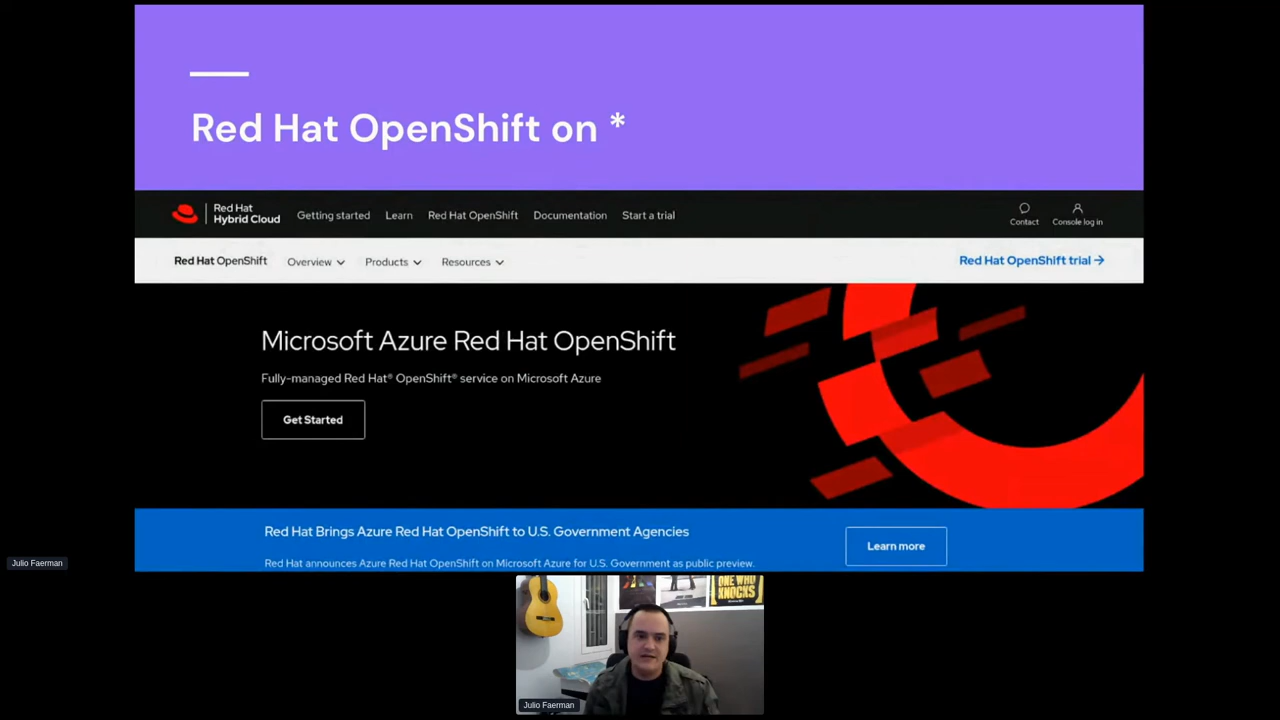 Red Hat OpenShift on *
Red Hat
Hybrid Cloud
Getting started
Learn
Red Hat OpenShift
Documentation
Start a trial
Contact
Console log in
Red Hat OpenShift
Overview
Products
Resources
Red Hat OpenShift trial →
Microsoft Azure Red Hat OpenShift
Fully-managed Red Hat® OpenShift® service on Microsoft Azure
Get Started
Red Hat Brings Azure Red Hat OpenShift to U.S. Government Agencies
Red Hat announces Azure Red Hat OpenShift on Microsoft Azure for U.S. Government as public preview.
Learn more
Julio Faerman
ONE WHO
KNOCKS
Julio Faerman